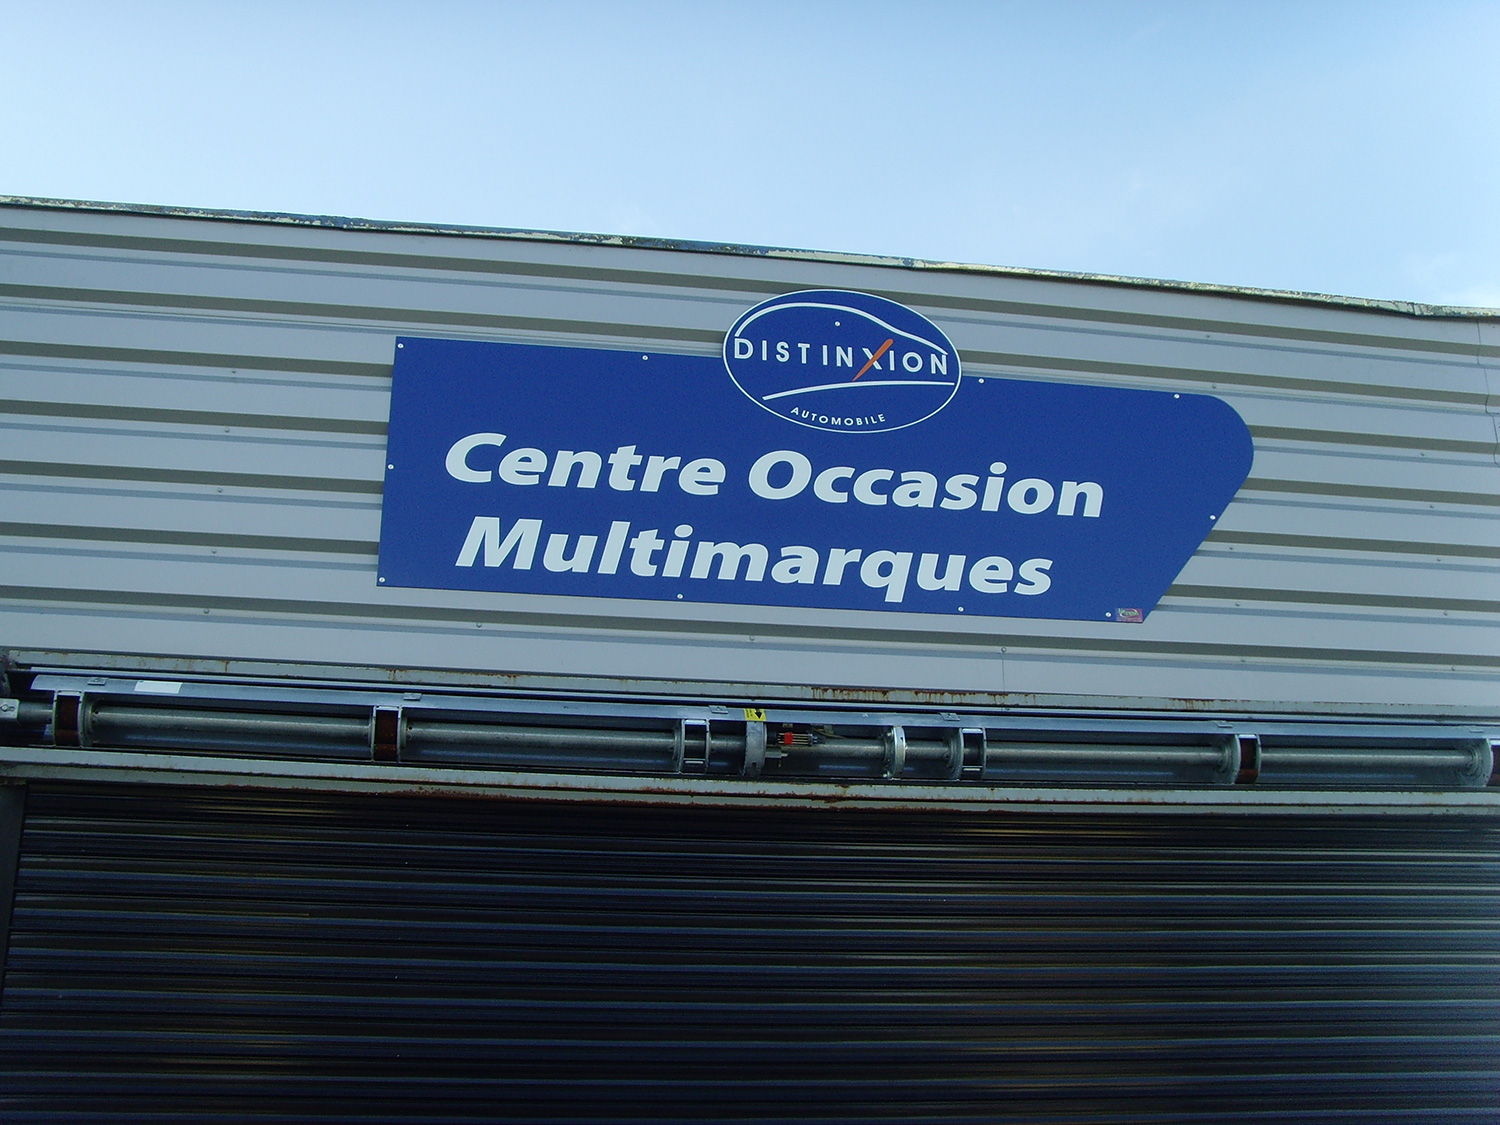 DISTINXION
AUTOMOBILE
Centre Occasion
Multimarques